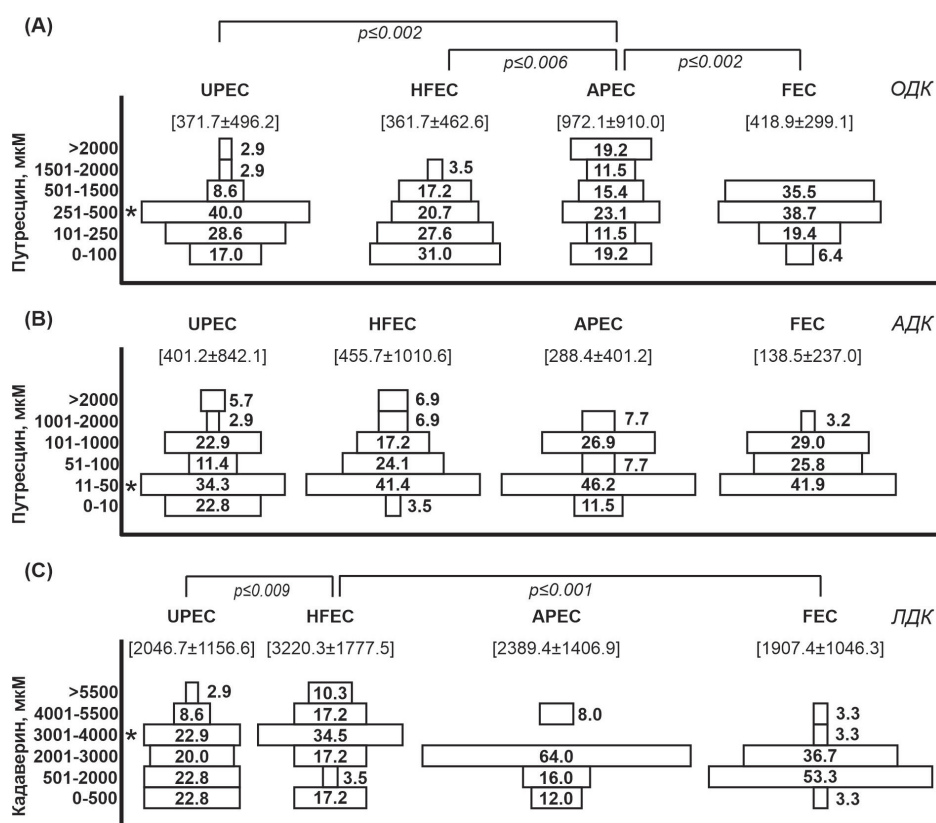 (A)
p≤0.002
p≤0.006 p≤0.002
UPEC HFEC APEC FEC ОДК
[371.7±496.2] [361.7±462.6] [972.1±910.0] [418.9±299.1]
Путресцин, мкМ
>2000 2.9 19.2
1501-2000 2.9 3.5 11.5
501-1500 8.6 17.2 15.4 35.5
251-500 * 40.0 20.7 23.1 38.7
101-250 28.6 27.6 11.5 19.4
0-100 17.0 31.0 19.2 6.4
(B)
UPEC HFEC APEC FEC АДК
[401.2±842.1] [455.7±1010.6] [288.4±401.2] [138.5±237.0]
Путресцин, мкМ
>2000 5.7 6.9
1001-2000 2.9 6.9 7.7 3.2
101-1000 22.9 17.2 26.9 29.0
51-100 11.4 24.1 7.7 25.8
11-50 * 34.3 41.4 46.2 41.9
0-10 22.8 3.5 11.5
(C)
p≤0.009 p≤0.001
UPEC HFEC APEC FEC ЛДК
[2046.7±1156.6] [3220.3±1777.5] [2389.4±1406.9] [1907.4±1046.3]
Кадаверин, мкМ
>5500 2.9 10.3
4001-5500 8.6 17.2 8.0 3.3
3001-4000 * 22.9 34.5 3.3
2001-3000 20.0 17.2 64.0 36.7
501-2000 22.8 3.5 16.0 53.3
0-500 22.8 17.2 12.0 3.3